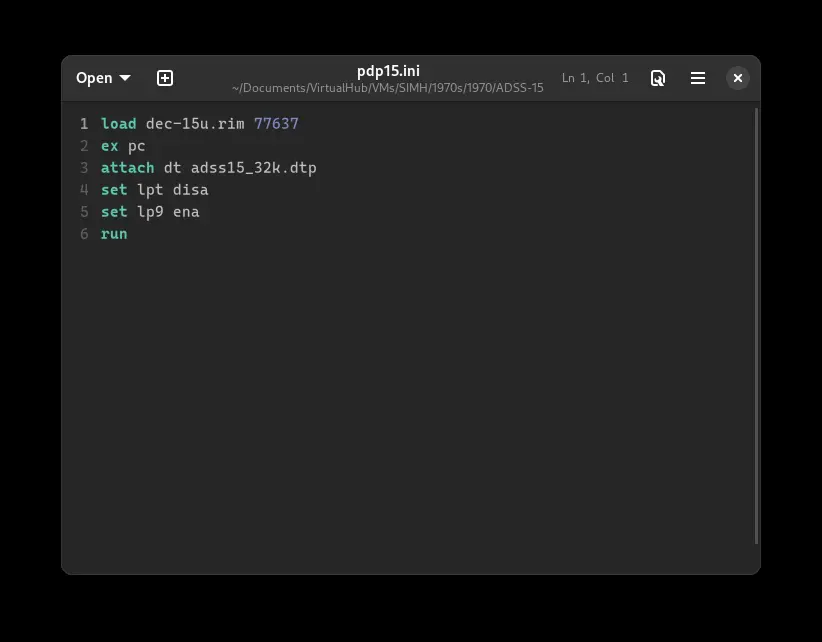 Open
pdp15.ini
~/Documents/VirtualHub/VMs/SIMH/1970s/1970/ADSS-15
Ln 1, Col 1
1 load dec-15u.rim 77637
2 ex pc
3 attach dt adss15_32k.dtp
4 set lpt disa
5 set lp9 ena
6 run